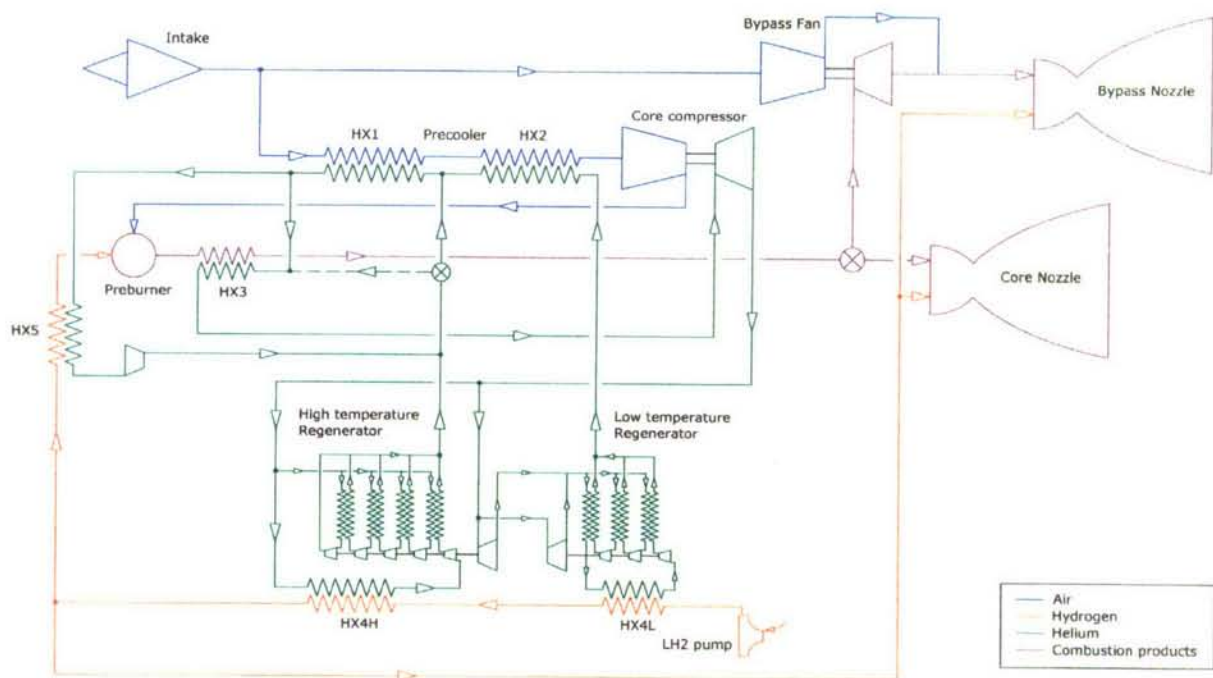 Intake
Bypass Fan
Bypass Nozzle
Core compressor
HX1
Precooler
HX2
Preburner
HX3
Core Nozzle
HX5
High temperature
Regenerator
Low temperature
Regenerator
HX4H
HX4L
LH2 pump
Air
Hydrogen
Helium
Combustion products